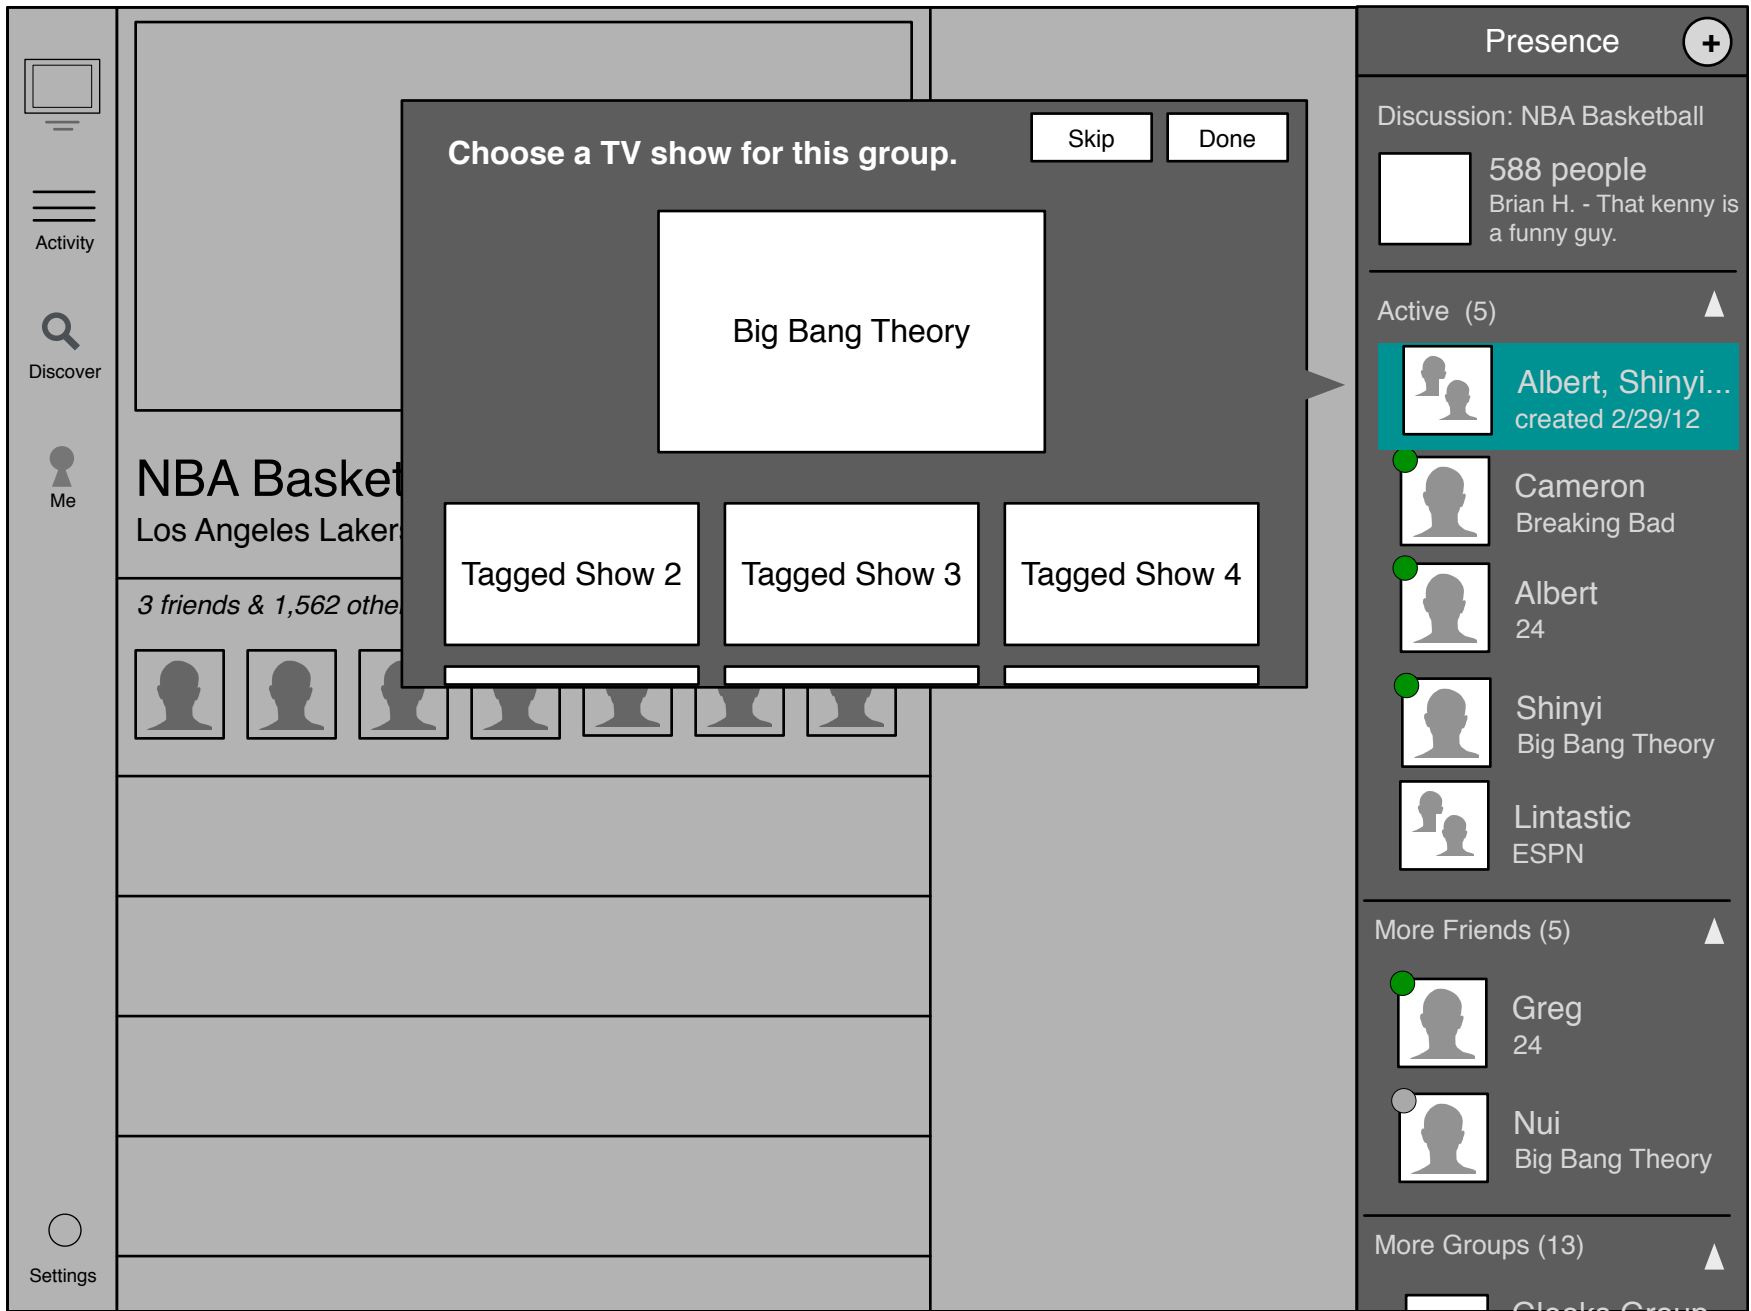 Activity
Discover
Me
Settings
NBA Basket
Los Angeles Laker
3 friends & 1,562 othe
Choose a TV show for this group.
Skip
Done
Big Bang Theory
Tagged Show 2
Tagged Show 3
Tagged Show 4
Presence
+
Discussion: NBA Basketball
588 people
Brian H. - That kenny is
a funny guy.
Active (5)
Albert, Shinyi...
created 2/29/12
Cameron
Breaking Bad
Albert
24
Shinyi
Big Bang Theory
Lintastic
ESPN
More Friends (5)
Greg
24
Nui
Big Bang Theory
More Groups (13)